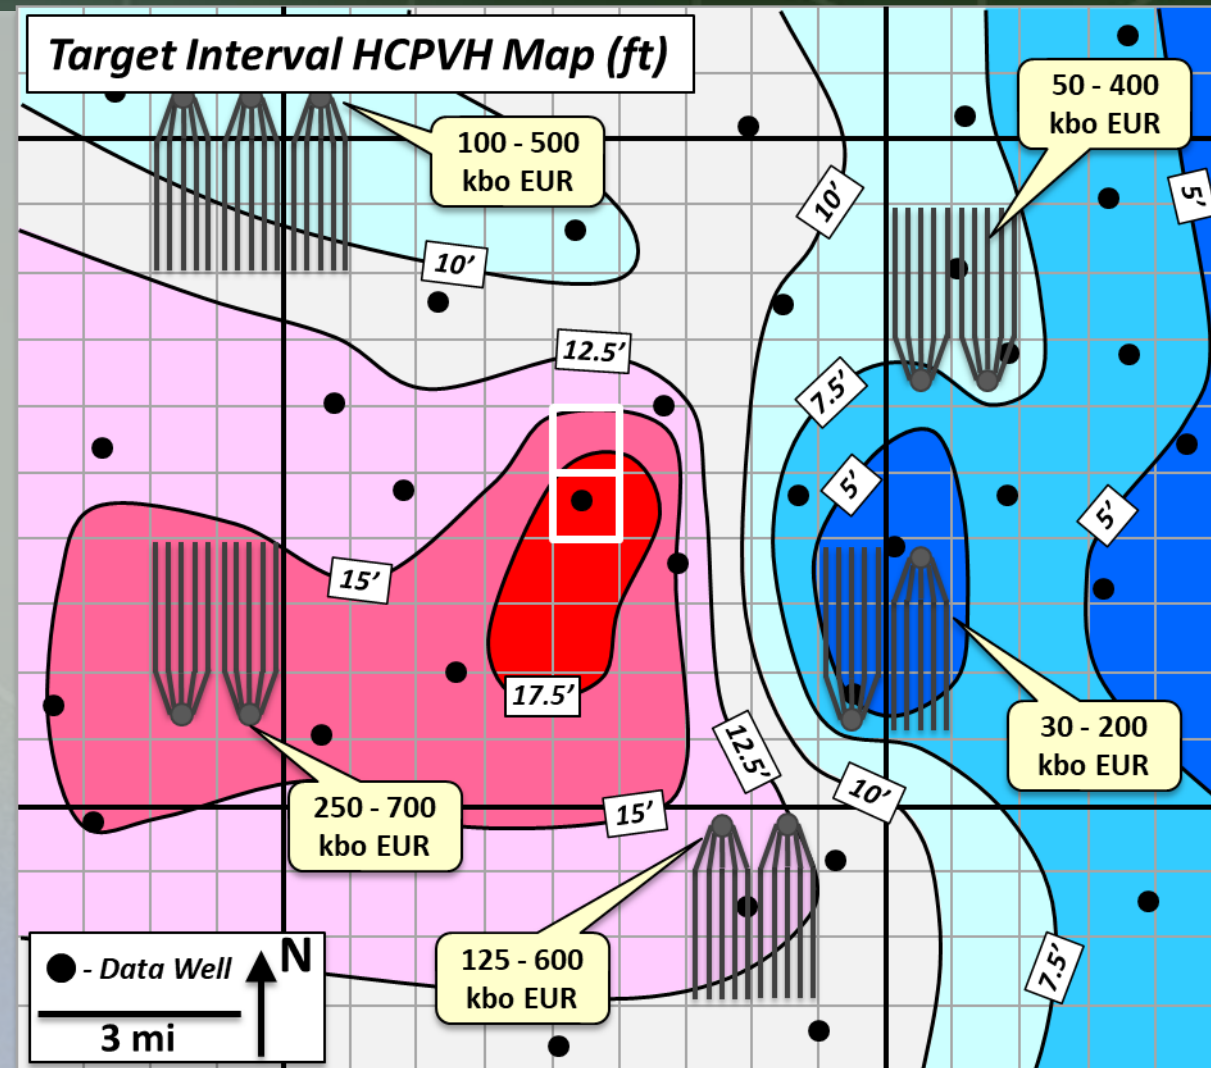 Target Interval HCPVH Map (ft)
50 - 400
kbo EUR
100 - 500
kbo EUR
10’
5’
10’
12.5’
7.5’
5’
5’
15’
17.5’
12.5’
30 - 200
kbo EUR
10’
250 - 700
kbo EUR
15’
125 - 600
kbo EUR
7.5’
- Data Well
N
3 mi